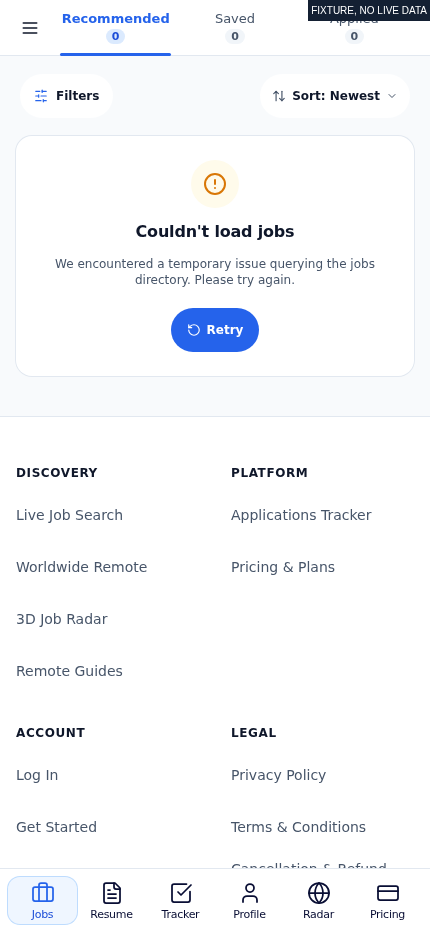 FIXTURE, NO LIVE DATA
Recommended
0
Saved
0
Applied
0
Filters
Sort: Newest
Couldn't load jobs
We encountered a temporary issue querying the jobs
directory. Please try again.
Retry
DISCOVERY
Live Job Search
Worldwide Remote
3D Job Radar
Remote Guides
PLATFORM
Applications Tracker
Pricing & Plans
ACCOUNT
Log In
Get Started
LEGAL
Privacy Policy
Terms & Conditions
Cancellation & Refund
Jobs
Resume
Tracker
Profile
Radar
Pricing